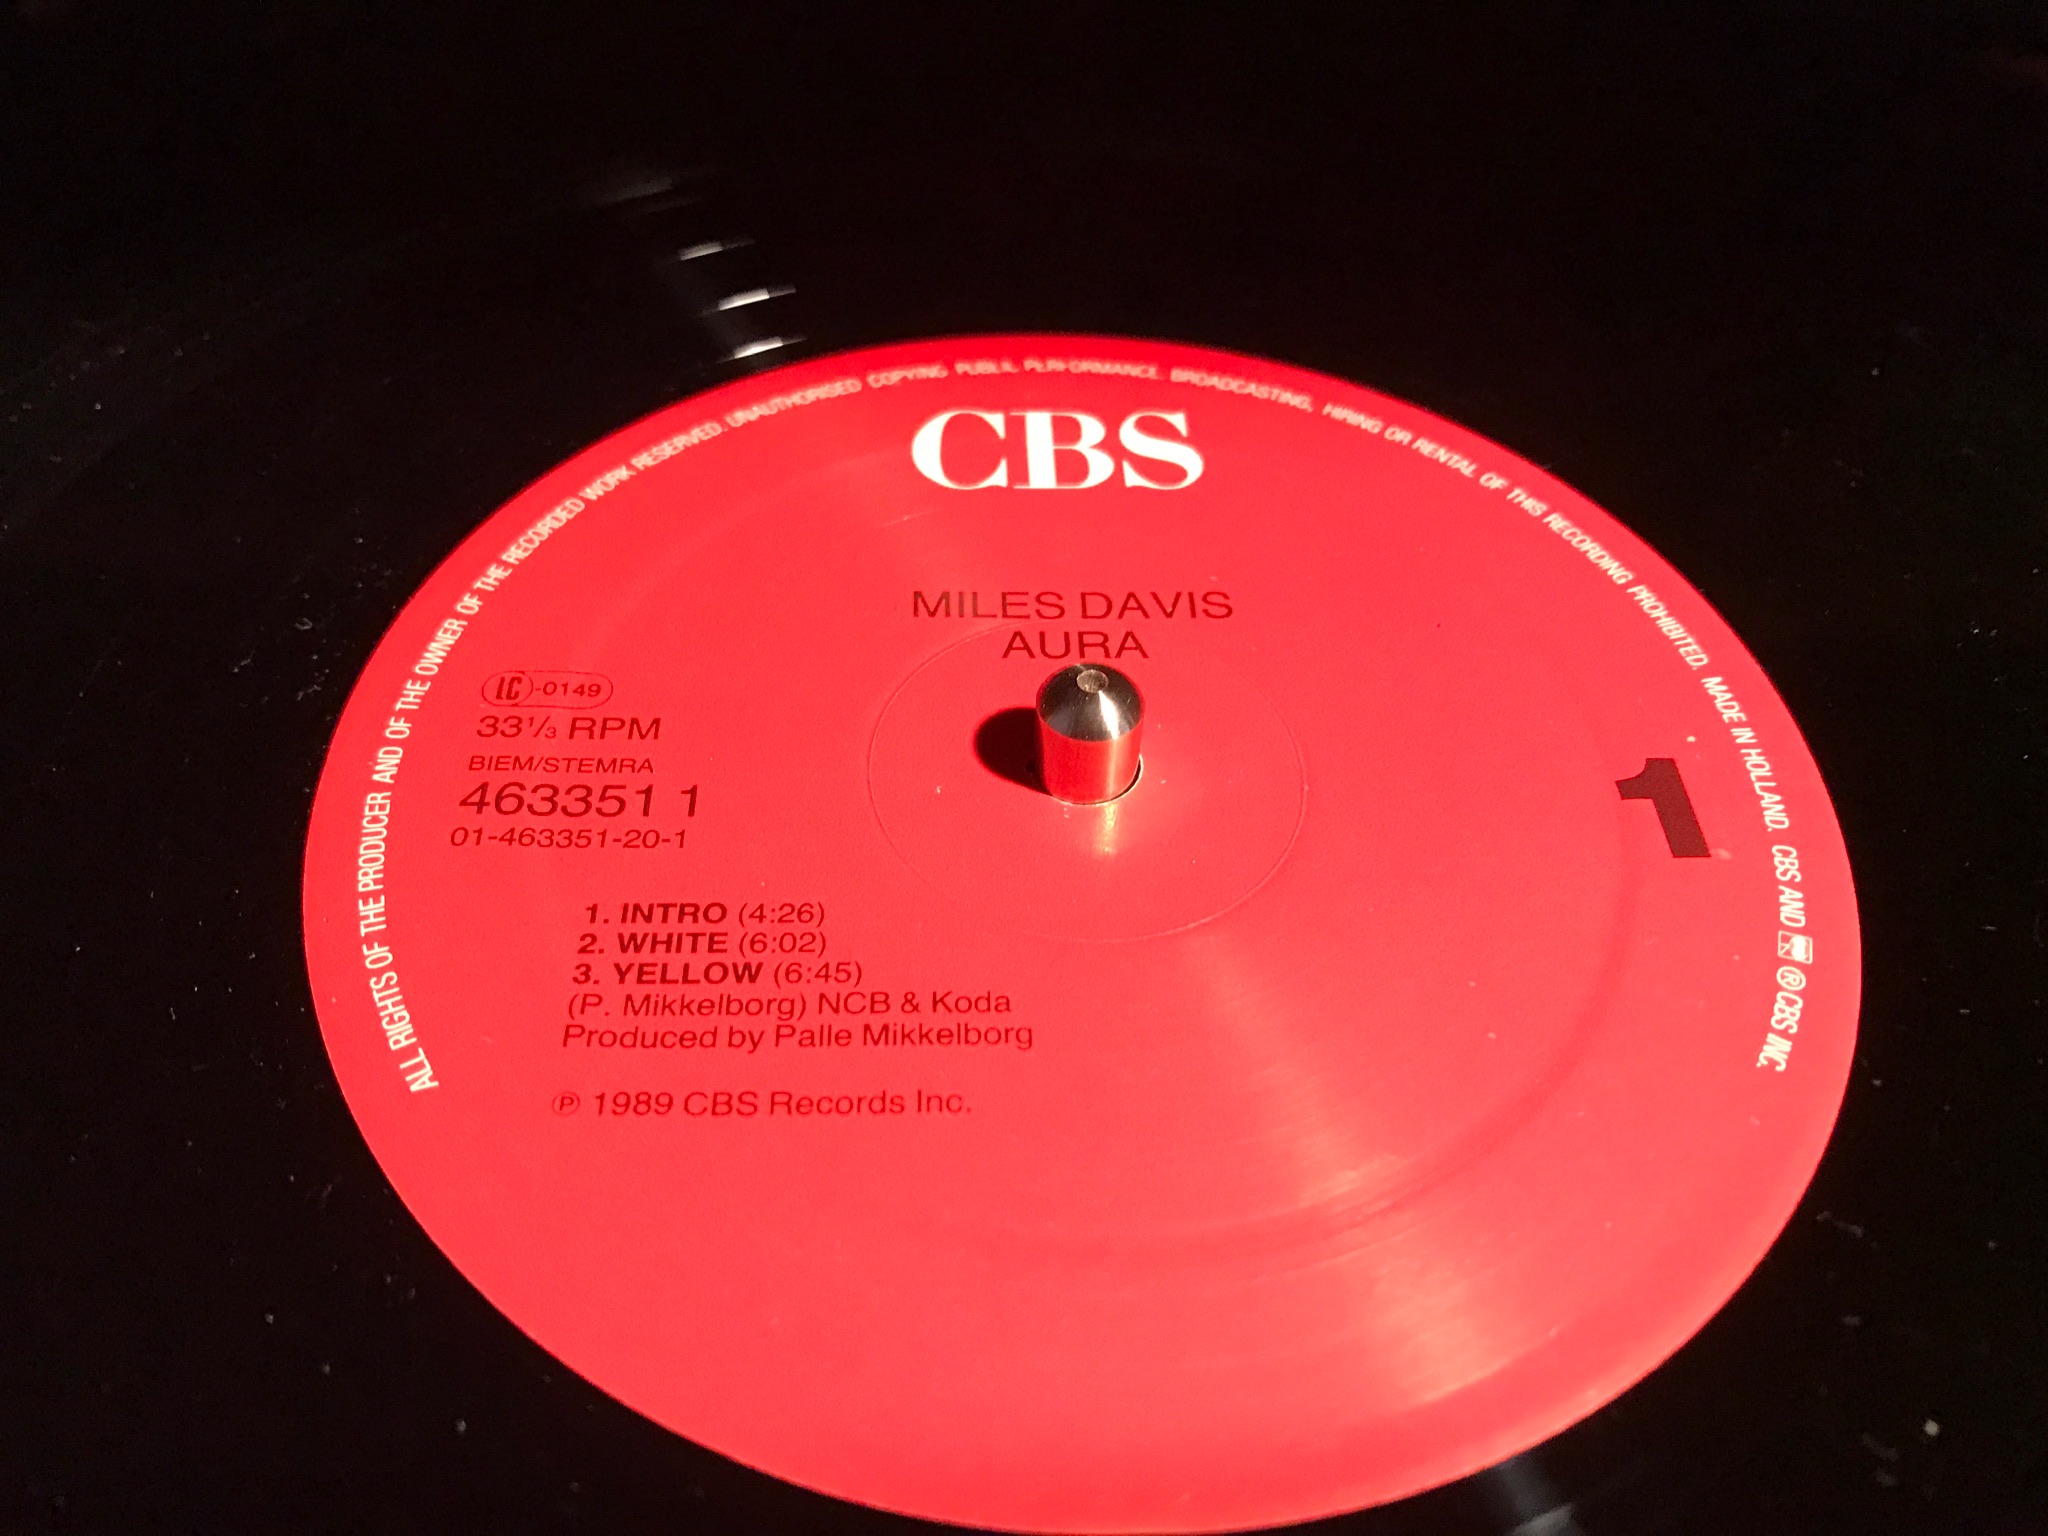 ALL RIGHTS OF THE PRODUCER AND OF THE OWNER OF THE RECORDED WORK RESERVED. UNAUTHORISED COPYING PUBLIC PERFORMANCE. BROADCASTING, HIRING OR RENTAL OF THIS RECORDING PROHIBITED. MADE IN HOLLAND. CBS AND ® CBS INC.
CBS
MILES DAVIS
AURA
LC-0149
33 1/3 RPM
BIEM/STEMRA
463351 1
01-463351-20-1
1
1. INTRO (4:26)
2. WHITE (6:02)
3. YELLOW (6:45)
(P. Mikkelborg) NCB & Koda
Produced by Palle Mikkelborg
℗ 1989 CBS Records Inc.